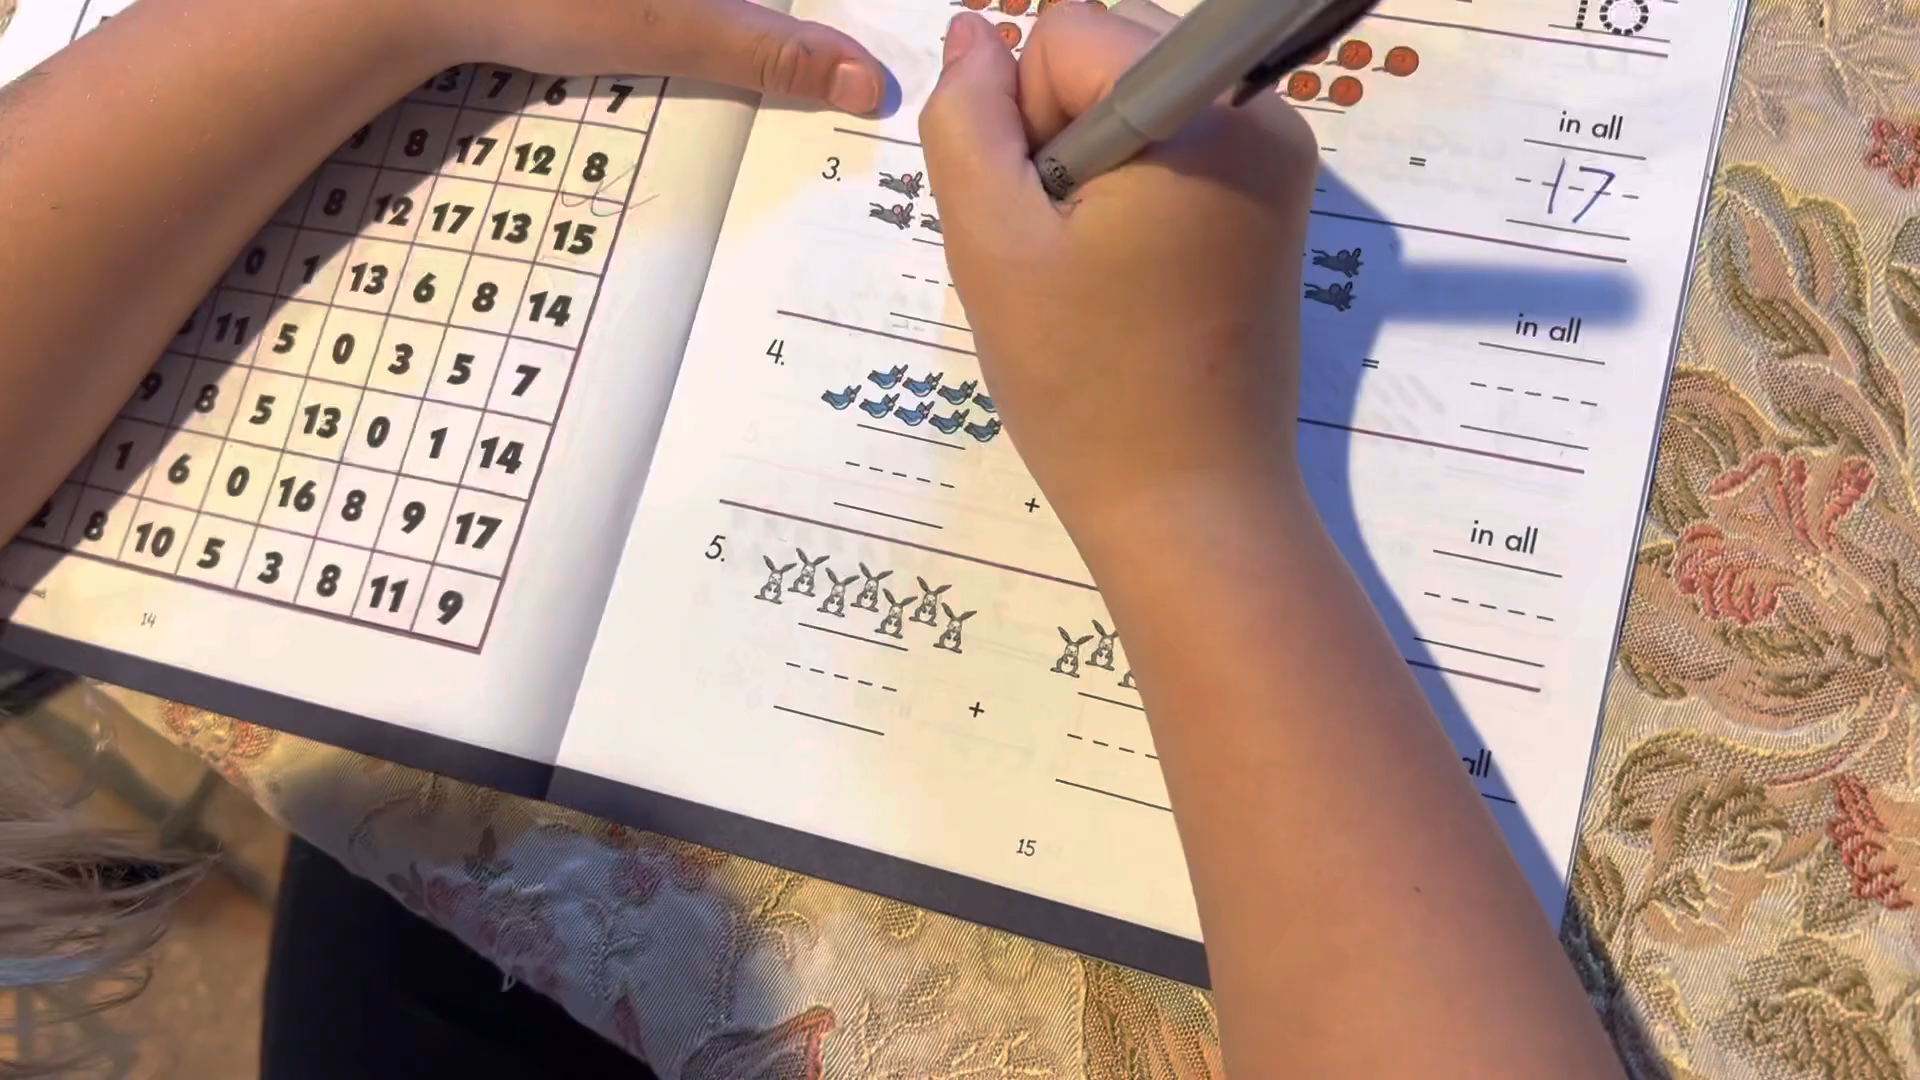 13 7 6 7
9 8 17 12 8
8 12 17 13 15
0 1 13 6 8 14
11 5 0 3 5 7
9 8 5 13 0 1 14
1 6 0 16 8 9 17
8 10 5 3 8 11 9
14
10
in all
= 17
3.
in all
=
4.
in all
+
5.
all
+
15